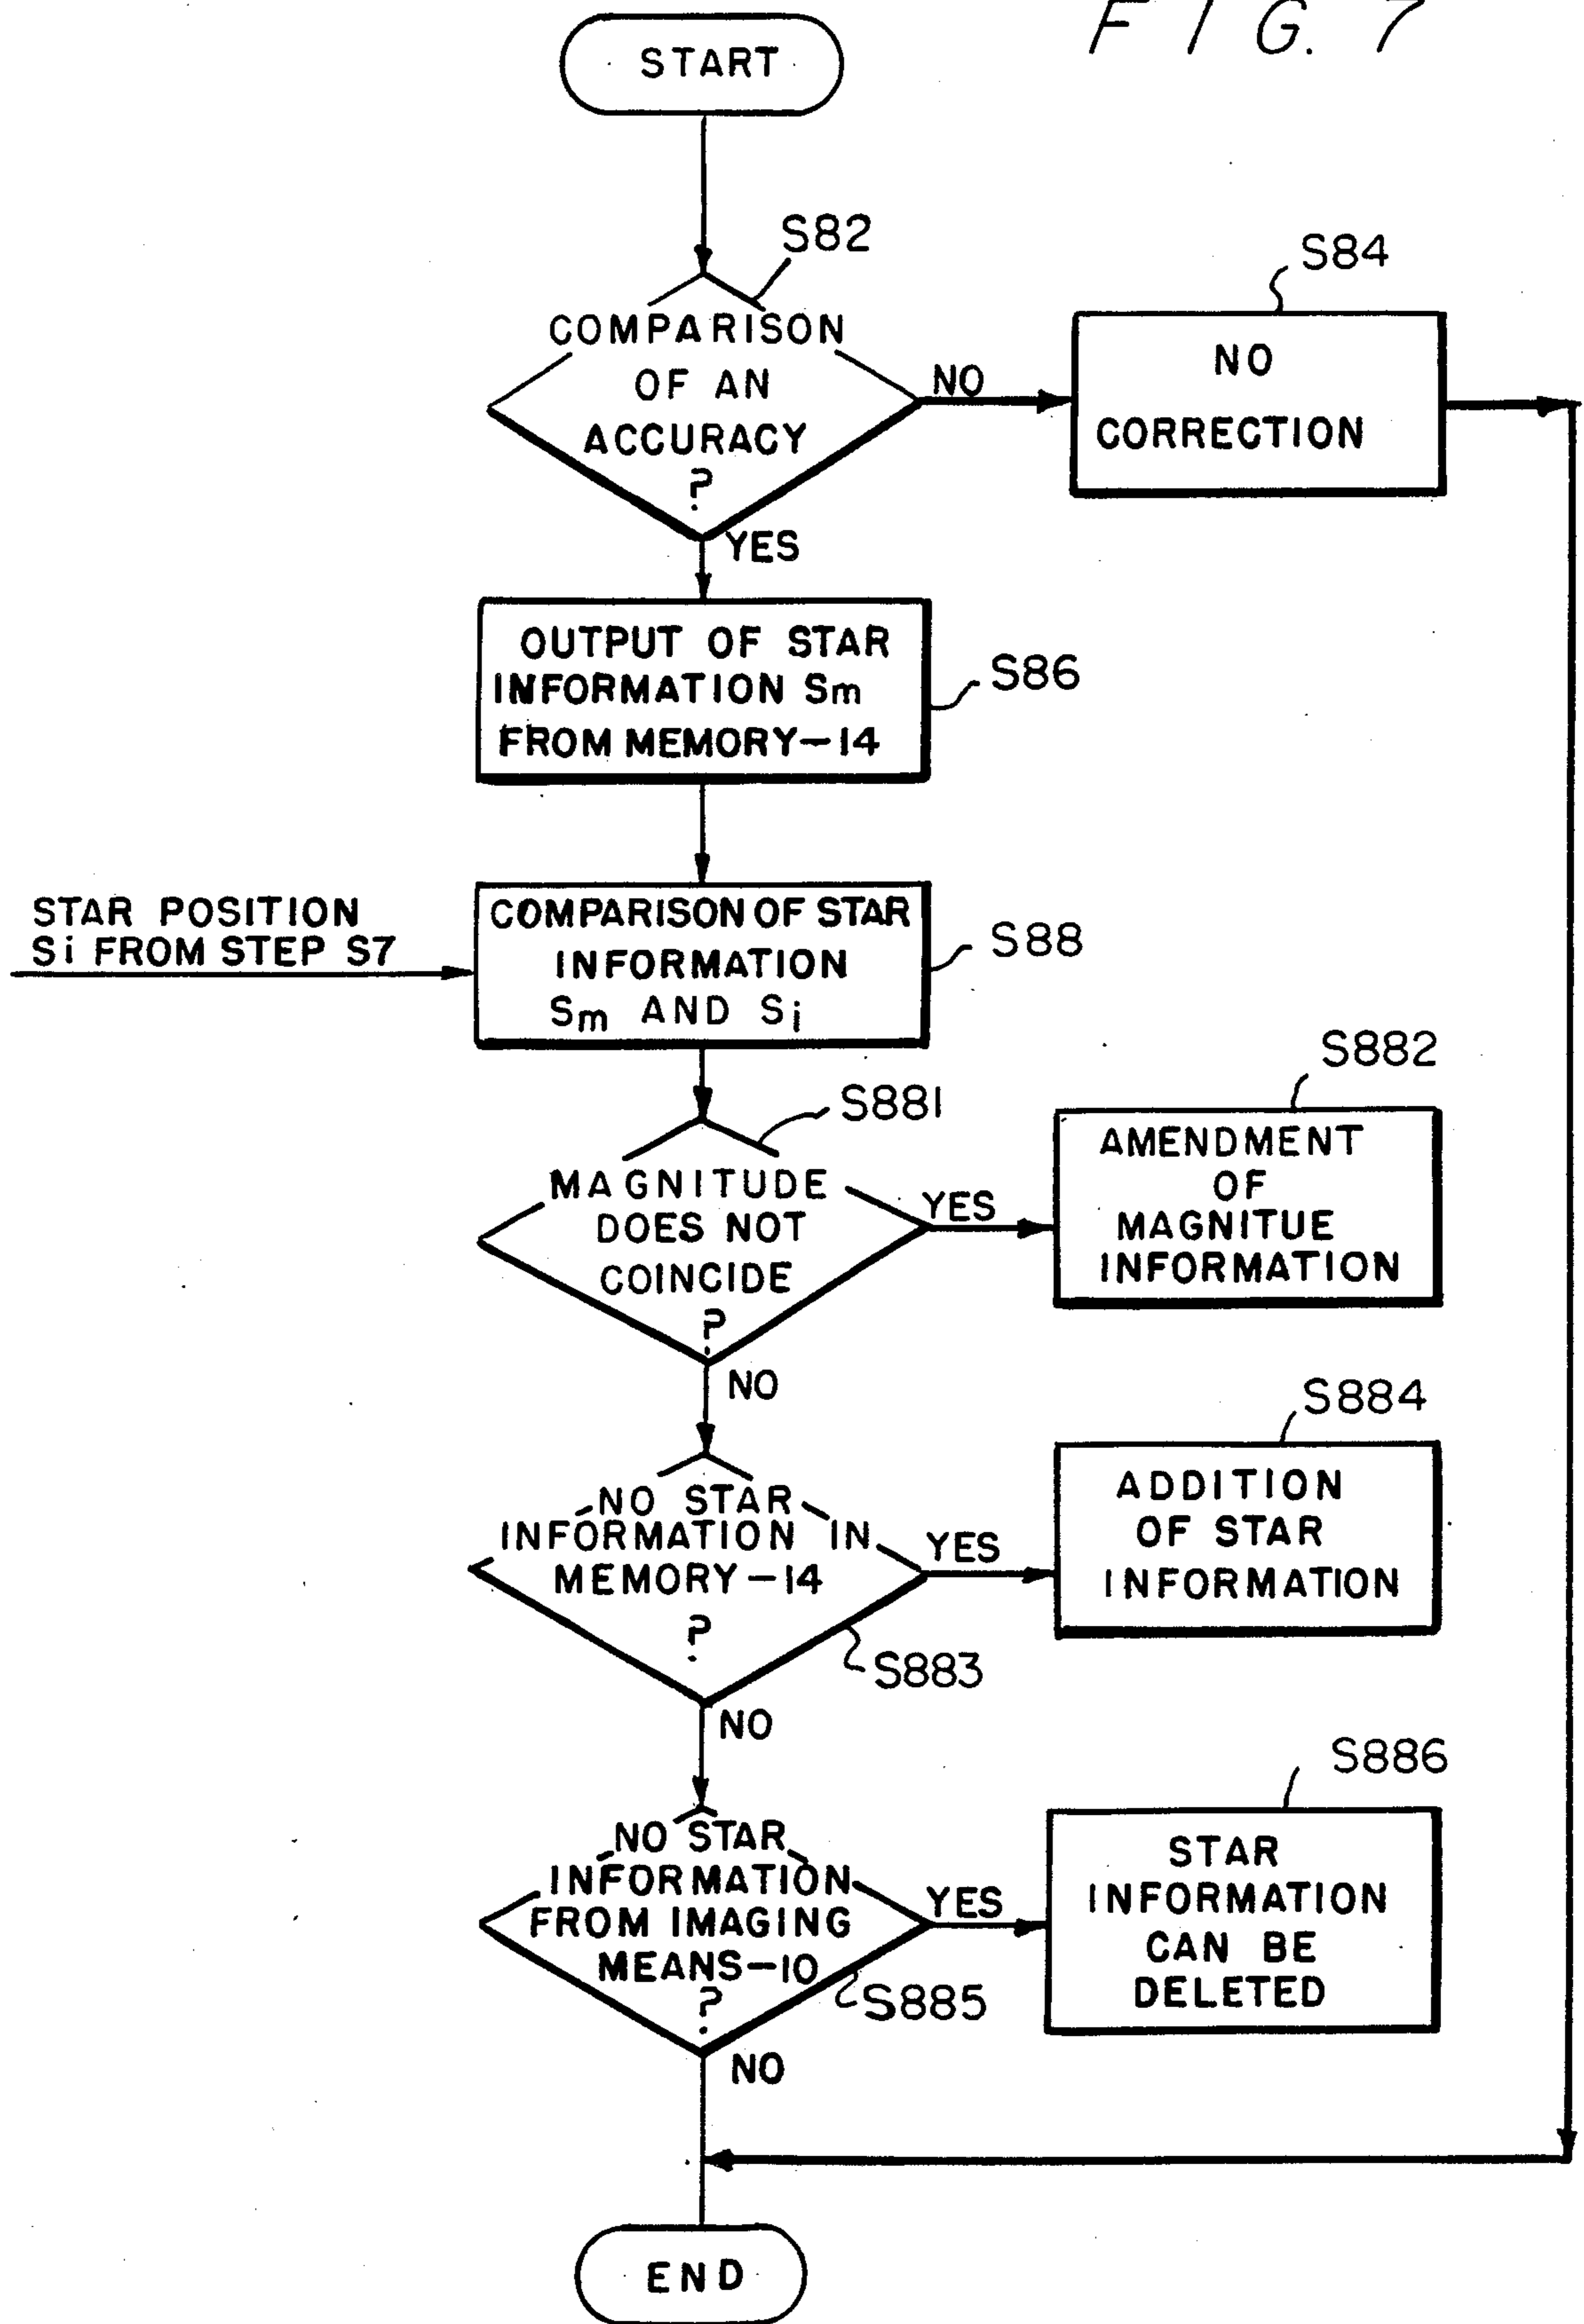 FIG. 7
START
S82
COMPARISON
OF AN
ACCURACY
?
NO
S84
NO
CORRECTION
YES
OUTPUT OF STAR
INFORMATION Sm
FROM MEMORY-14
S86
STAR POSITION
Si FROM STEP S7
COMPARISON OF STAR
INFORMATION
Sm AND Si
S88
S881
MAGNITUDE
DOES NOT
COINCIDE
?
YES
S882
AMENDMENT
OF
MAGNITUE
INFORMATION
NO
NO STAR
INFORMATION IN
MEMORY-14
?
S883
YES
S884
ADDITION
OF STAR
INFORMATION
NO
NO STAR
INFORMATION
FROM IMAGING
MEANS-10
?
S885
YES
S886
STAR
INFORMATION
CAN BE
DELETED
NO
END